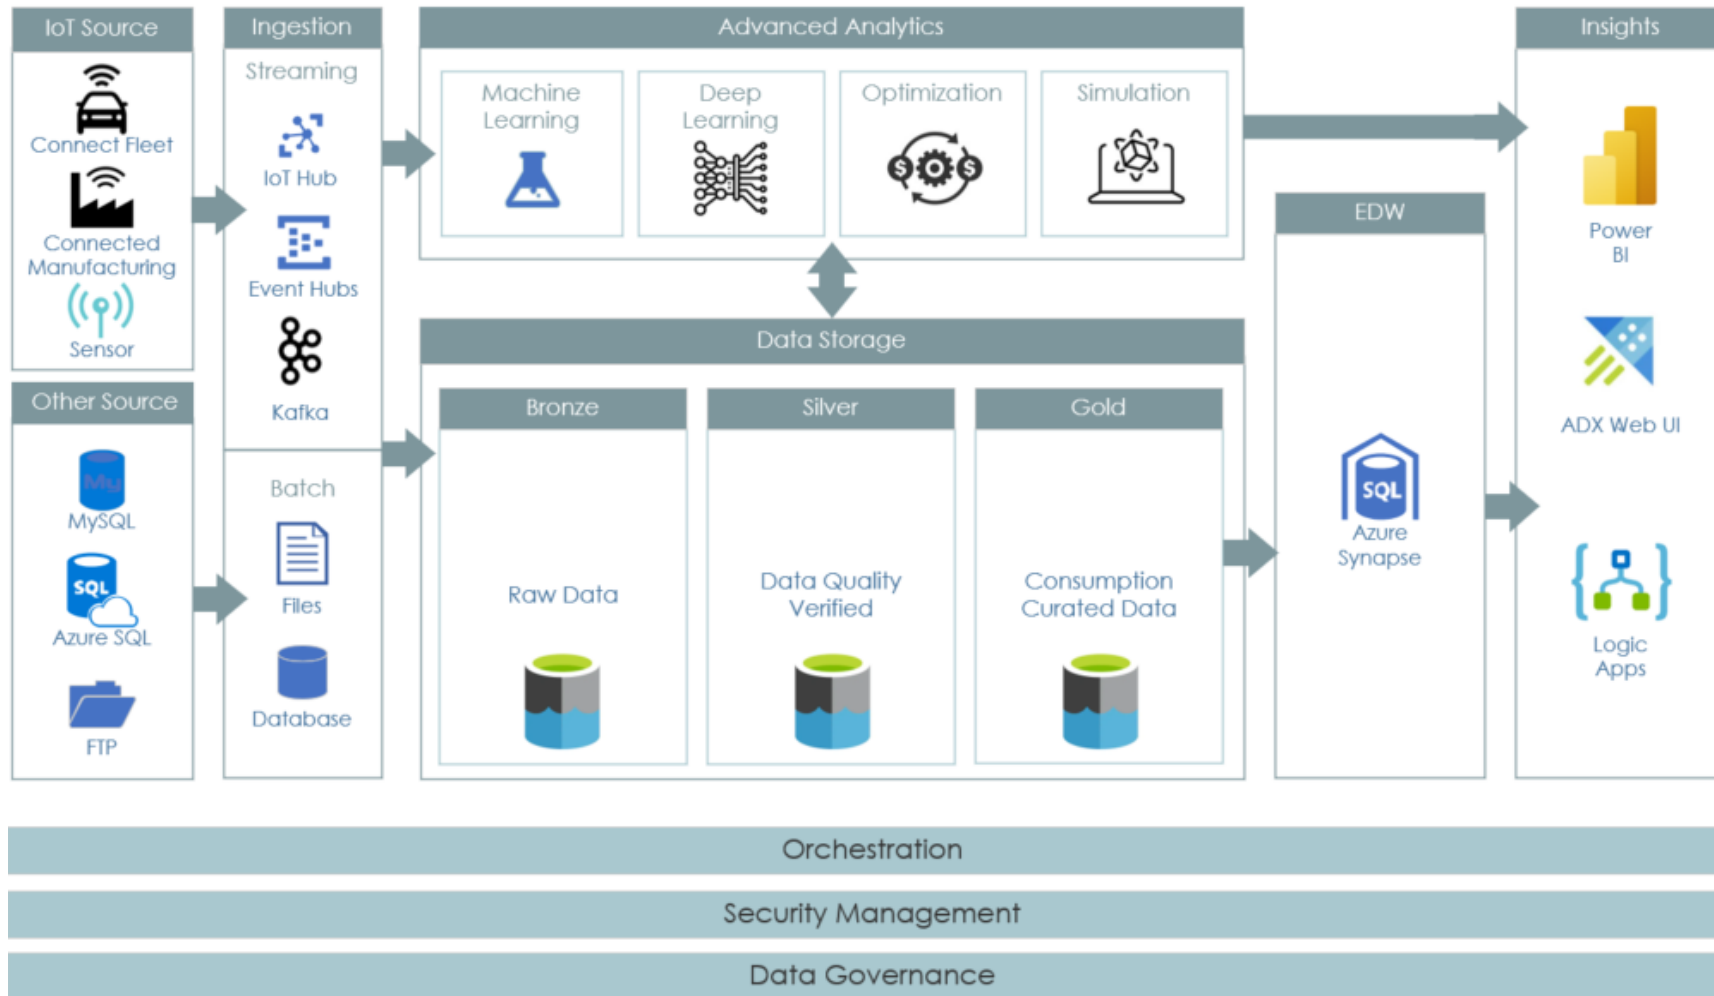 IoT Source
Connect Fleet
Connected
Manufacturing
Sensor
Other Source
My
MySQL
SQL
Azure SQL
FTP
Ingestion
Streaming
IoT Hub
Event Hubs
Kafka
Batch
Files
Database
Advanced Analytics
Machine
Learning
Deep
Learning
Optimization
$ $
Simulation
Data Storage
Bronze
Raw Data
Silver
Data Quality
Verified
Gold
Consumption
Curated Data
EDW
SQL
Azure
Synapse
Insights
Power
BI
ADX Web UI
Logic
Apps
Orchestration
Security Management
Data Governance